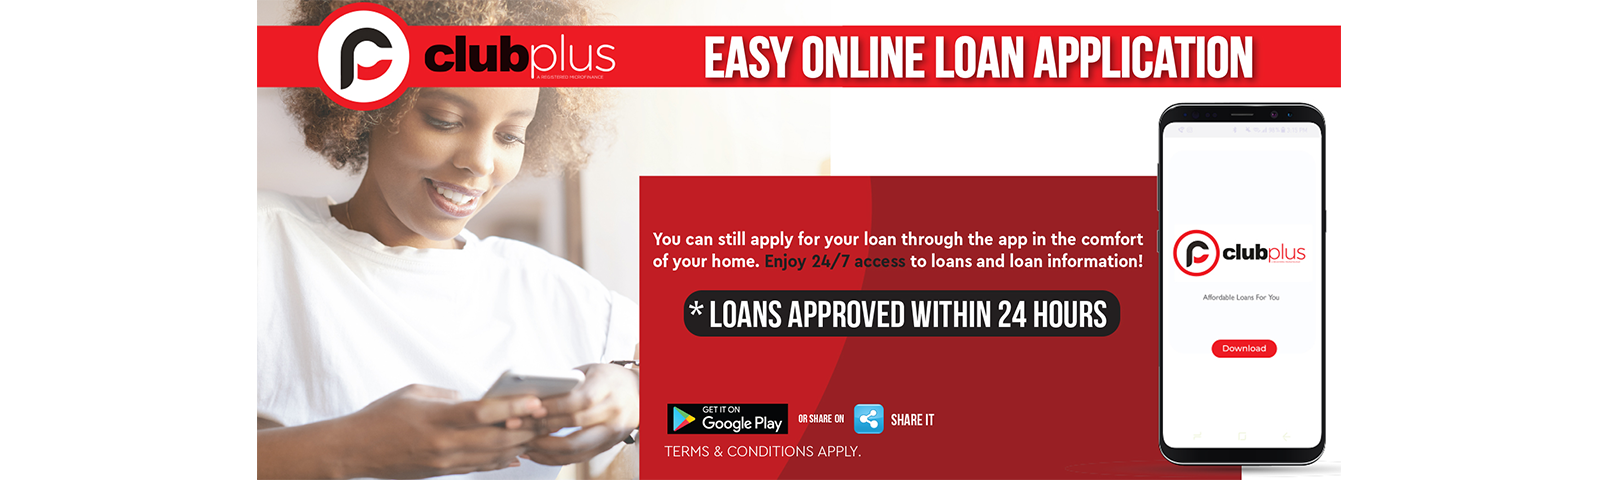 clubplus
A REGISTERED MICROFINANCE
EASY ONLINE LOAN APPLICATION
You can still apply for your loan through the app in the comfort
of your home. Enjoy 24/7 access to loans and loan information!
* LOANS APPROVED WITHIN 24 HOURS
GET IT ON
Google Play
OR SHARE ON
SHARE IT
TERMS & CONDITIONS APPLY.
clubplus
Affordable Loans For You
Download